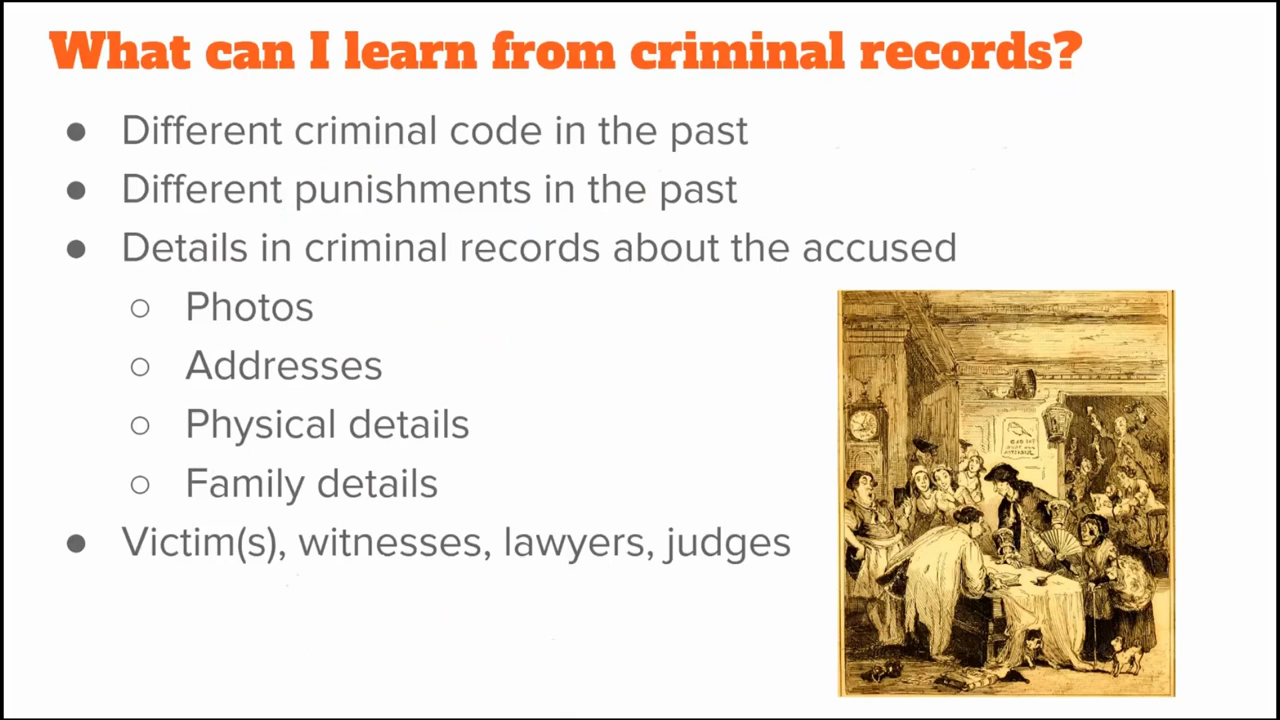 What can I learn from criminal records?
● Different criminal code in the past
● Different punishments in the past
● Details in criminal records about the accused
○ Photos
○ Addresses
○ Physical details
○ Family details
● Victim(s), witnesses, lawyers, judges